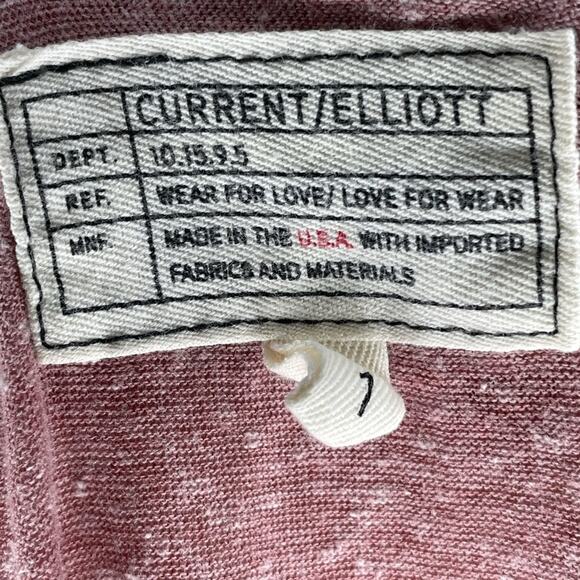 CURRENT/ELLIOTT
DEPT. 10.15.9.5
REF. WEAR FOR LOVE/ LOVE FOR WEAR
MNF. MADE IN THE U.S.A. WITH IMPORTED
FABRICS AND MATERIALS